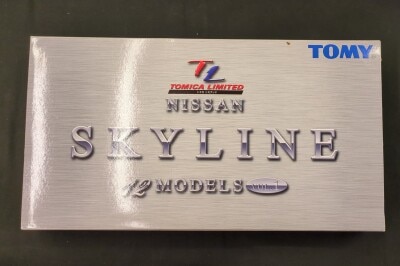 TOMY
TL
TOMICA LIMITED
NISSAN
SKYLINE
12 MODELS